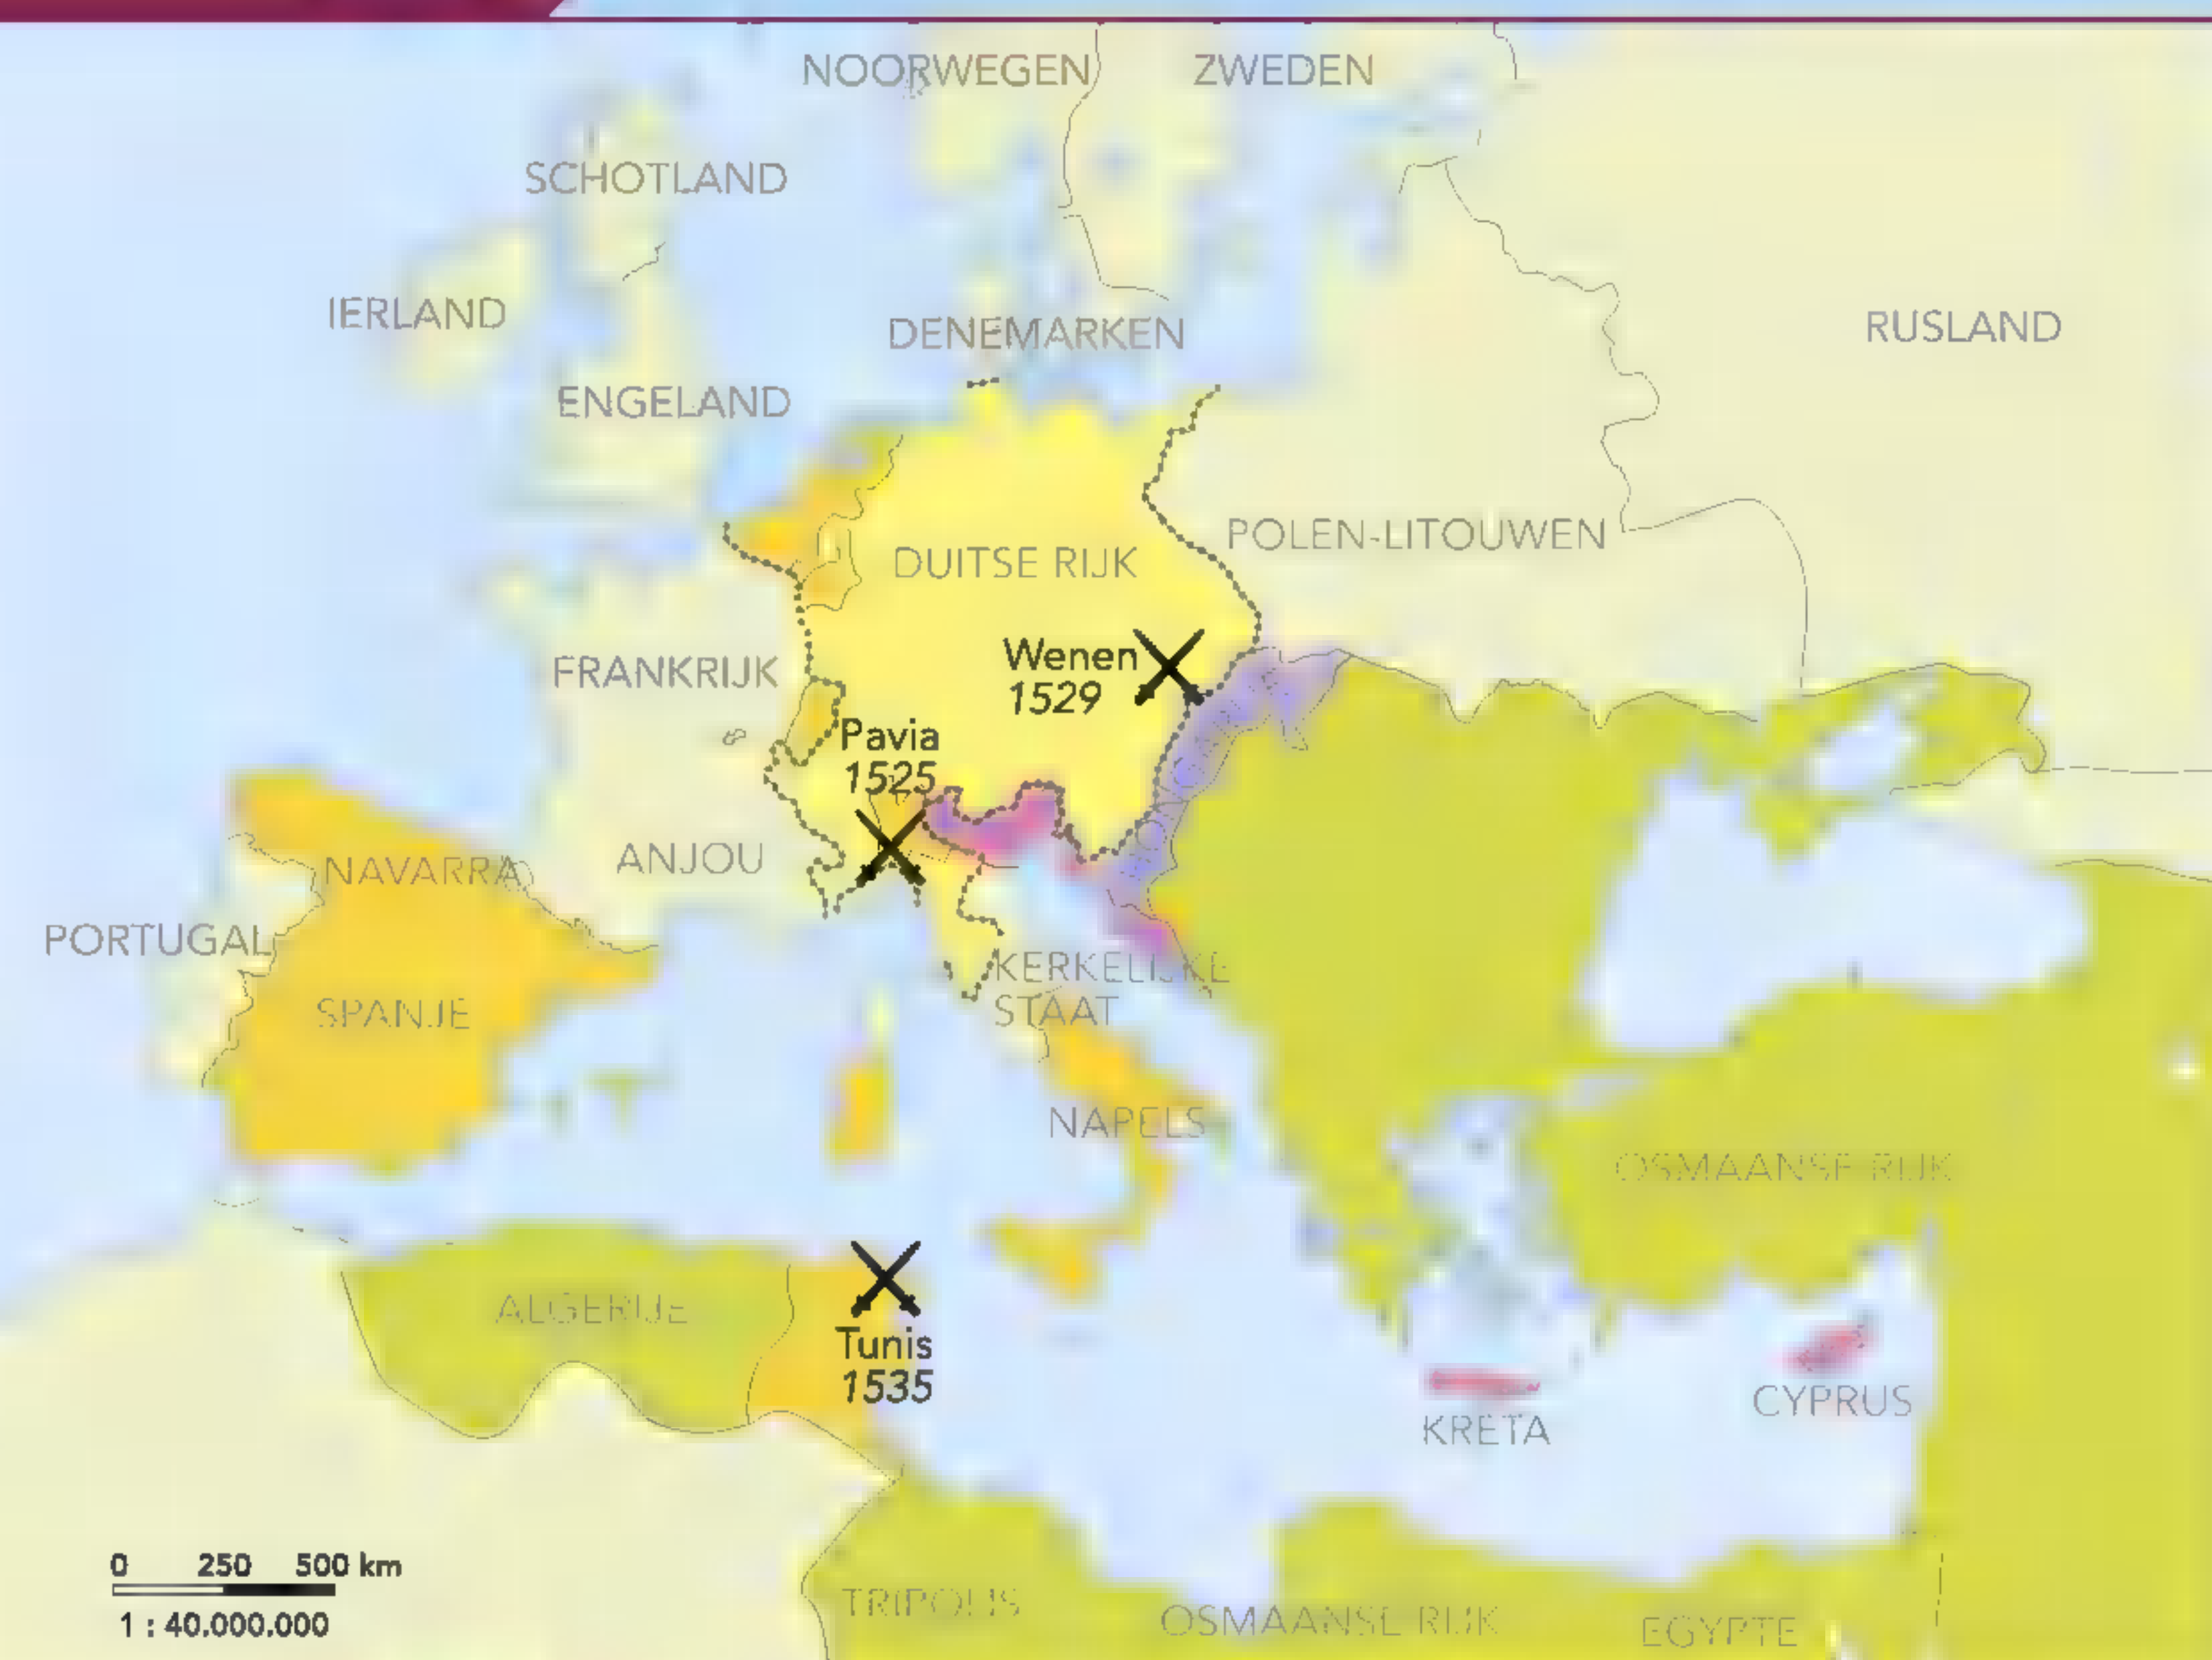 NOORWEGEN
ZWEDEN
SCHOTLAND
IERLAND
DENEMARKEN
RUSLAND
ENGELAND
POLEN-LITOUWEN
DUITSE RIJK
Wenen
1529
FRANKRIJK
Pavia
1525
NAVARRA
ANJOU
PORTUGAL
KERKELIJKE
STAAT
SPANJE
NAPELS
OSMAANSE RIJK
ALGERIJE
Tunis
1535
CYPRUS
KRETA
0 250 500 km
1 : 40.000.000
TRIPOLIS
OSMAANSE RIJK
EGYPTE